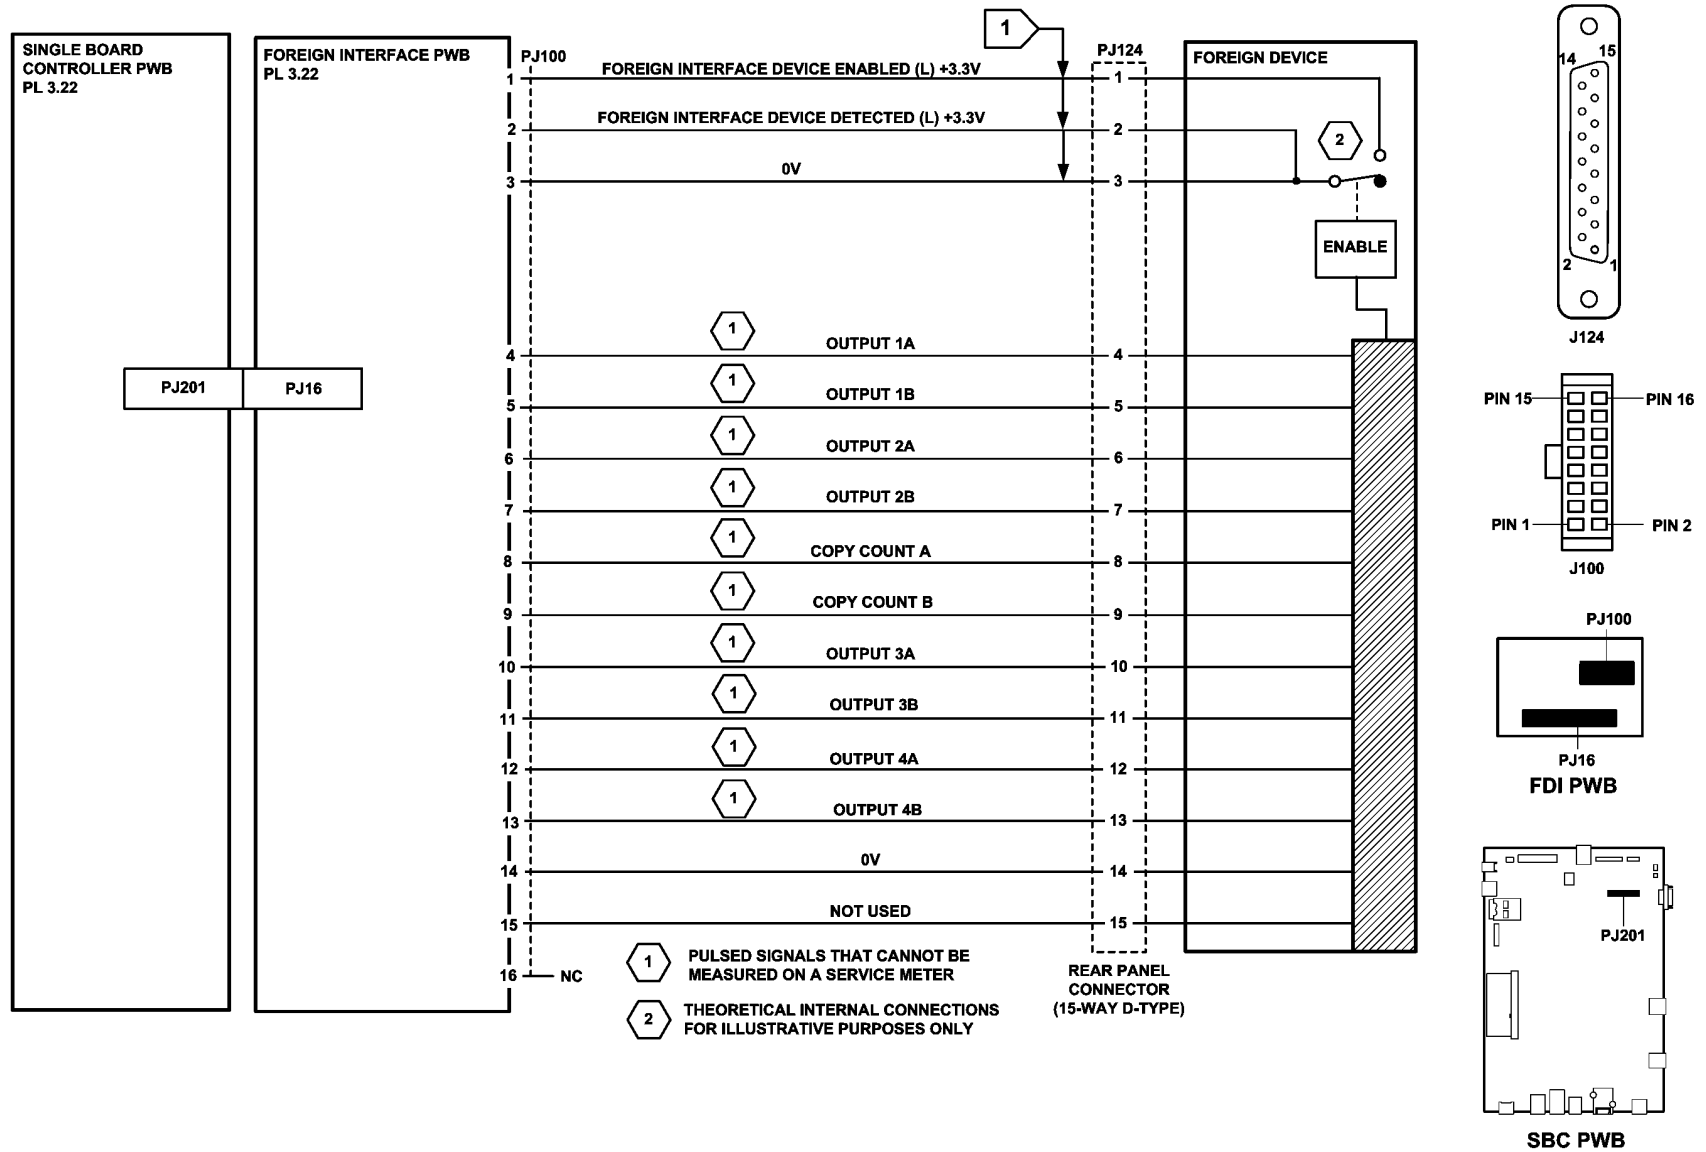 SINGLE BOARD
CONTROLLER PWB
PL 3.22
FOREIGN INTERFACE PWB
PL 3.22
PJ201
PJ16
PJ100
1
PJ124
FOREIGN DEVICE
1 FOREIGN INTERFACE DEVICE ENABLED (L) +3.3V 1
2 FOREIGN INTERFACE DEVICE DETECTED (L) +3.3V 2
3 0V 3
2
ENABLE
1
4 OUTPUT 1A 4
1
5 OUTPUT 1B 5
1
6 OUTPUT 2A 6
1
7 OUTPUT 2B 7
1
8 COPY COUNT A 8
1
9 COPY COUNT B 9
1
10 OUTPUT 3A 10
1
11 OUTPUT 3B 11
1
12 OUTPUT 4A 12
1
13 OUTPUT 4B 13
14 0V 14
15 NOT USED 15
16 NC
1 PULSED SIGNALS THAT CANNOT BE
MEASURED ON A SERVICE METER
2 THEORETICAL INTERNAL CONNECTIONS
FOR ILLUSTRATIVE PURPOSES ONLY
REAR PANEL
CONNECTOR
(15-WAY D-TYPE)
14 15
2 1
J124
PIN 15 PIN 16
PIN 1 PIN 2
J100
PJ100
PJ16
FDI PWB
PJ201
SBC PWB